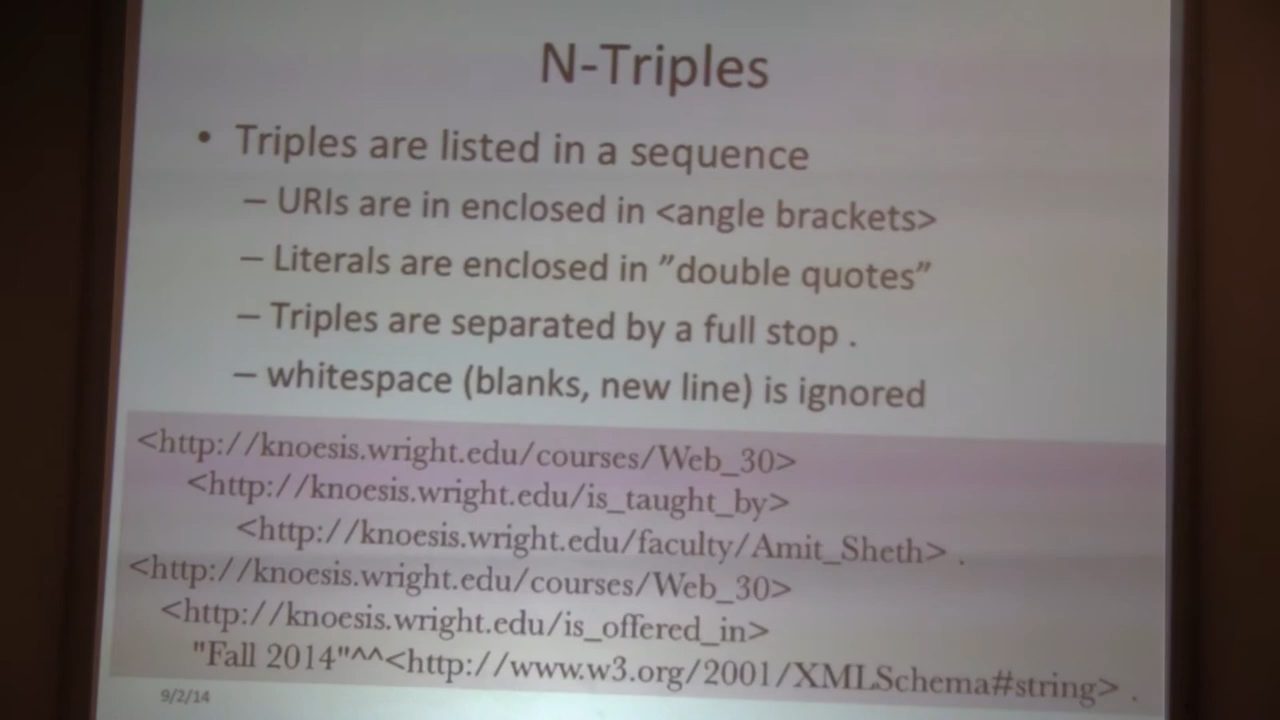 N-Triples
• Triples are listed in a sequence
– URIs are in enclosed in <angle brackets>
– Literals are enclosed in ”double quotes”
– Triples are separated by a full stop .
– whitespace (blanks, new line) is ignored
<http://knoesis.wright.edu/courses/Web_30>
<http://knoesis.wright.edu/is_taught_by>
<http://knoesis.wright.edu/faculty/Amit_Sheth> .
<http://knoesis.wright.edu/courses/Web_30>
<http://knoesis.wright.edu/is_offered_in>
"Fall 2014"^^<http://www.w3.org/2001/XMLSchema#string> .
9/2/14